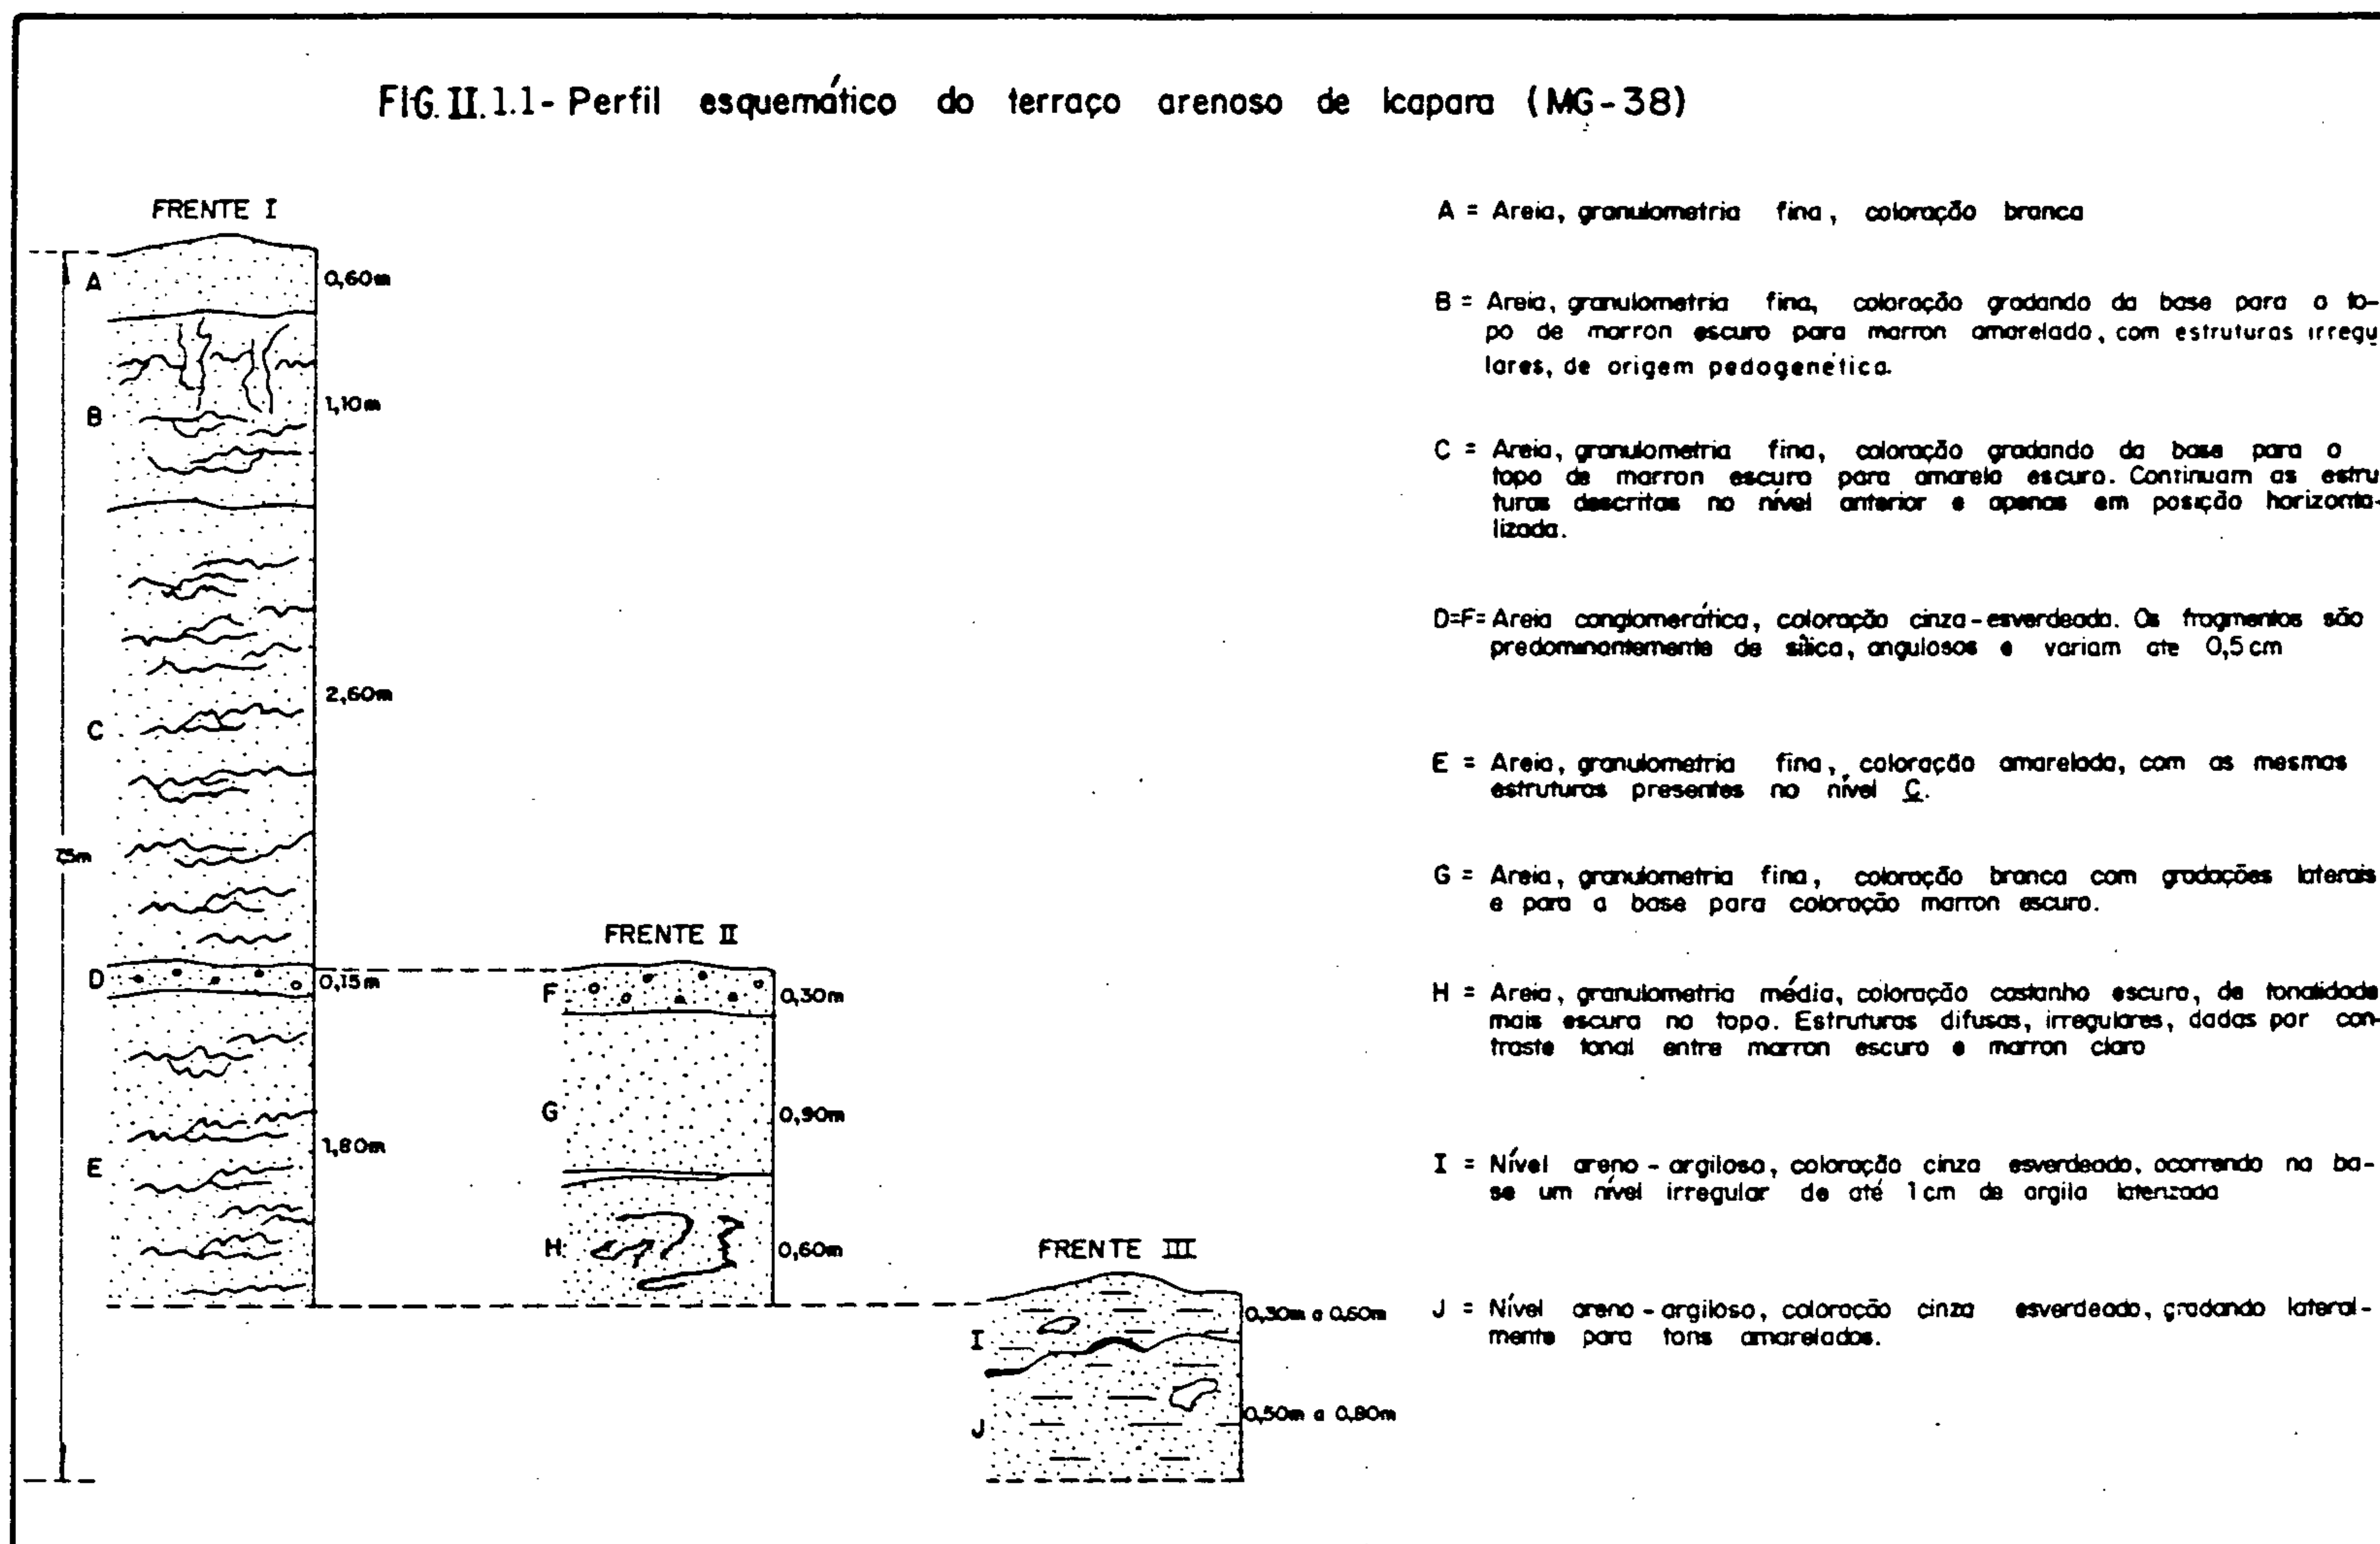 FIG. II.1.1- Perfil esquemático do terraço arenoso de Icapara (MG-38)
FRENTE I
A
0,60m
B
1,10m
C
2,60m
7,5m
D
0,15m
E
1,80m
FRENTE II
F
0,30m
G
0,90m
H
0,60m
FRENTE III
I
0,30m a 0,60m
J
0,50m a 0,80m
A = Areia, granulometria fina, coloração branca
B = Areia, granulometria fina, coloração gradando da base para o to-
po de marron escuro para marron amarelado, com estruturas irregu
lares, de origem pedogenética.
C = Areia, granulometria fina, coloração gradando da base para o
topo de marron escuro para amarelo escuro. Continuam as estru
turas descritas no nível anterior e apenas em posição horizonta-
lizada.
D=F= Areia conglomerática, coloração cinza-esverdeada. Os fragmentos são
predominantemente de sílica, angulosos e variam ate 0,5 cm
E = Areia, granulometria fina, coloração amarelada, com as mesmas
estruturas presentes no nível C.
G = Areia, granulometria fina, coloração branca com gradações laterais
e para a base para coloração marron escuro.
H = Areia, granulometria média, coloração castanho escuro, de tonalidade
mais escura no topo. Estruturas difusas, irregulares, dadas por con-
traste tonal entre marron escuro e marron claro
I = Nível areno-argiloso, coloração cinza esverdeado, ocorrendo na ba-
se um nível irregular de até 1cm de argila laterizada
J = Nível areno-argiloso, coloração cinza esverdeado, gradando lateral-
mente para tons amarelados.